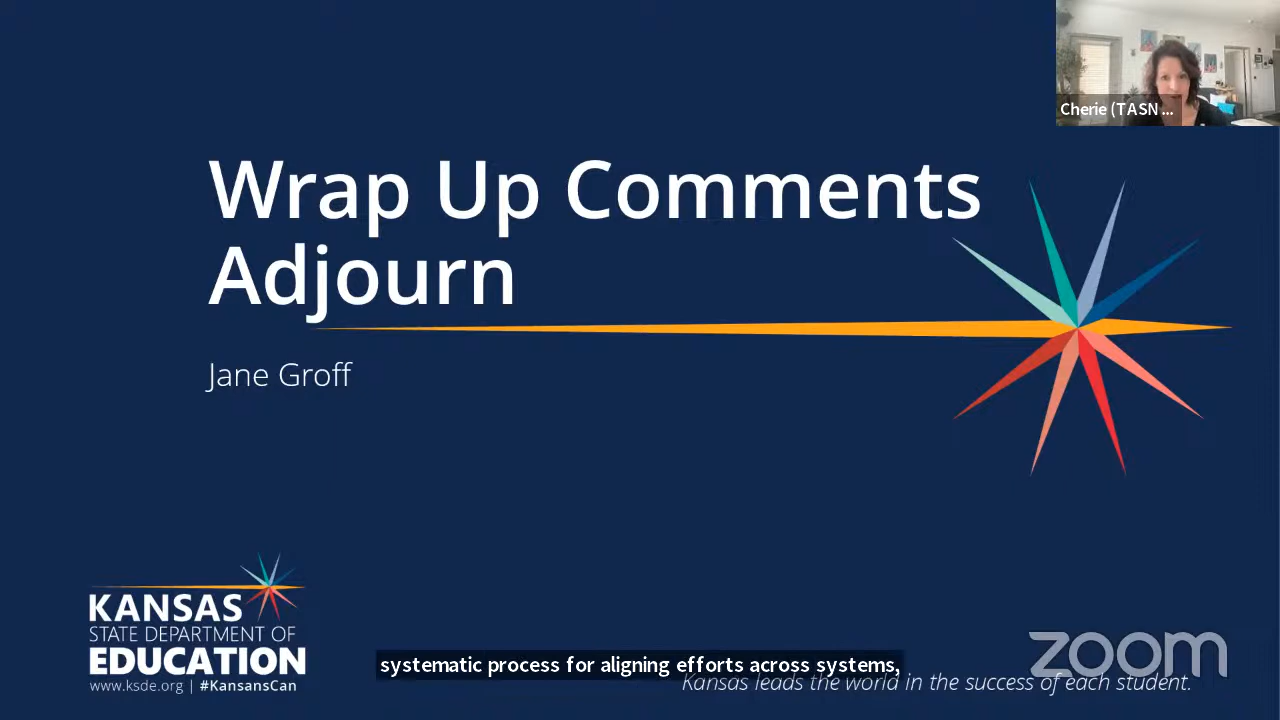 Cherie (TASN ...
Wrap Up Comments
Adjourn
Jane Groff
KANSAS
STATE DEPARTMENT OF
EDUCATION
www.ksde.org | #KansansCan
systematic process for aligning efforts across systems,
Kansas leads the world in the success of each student.
zoom